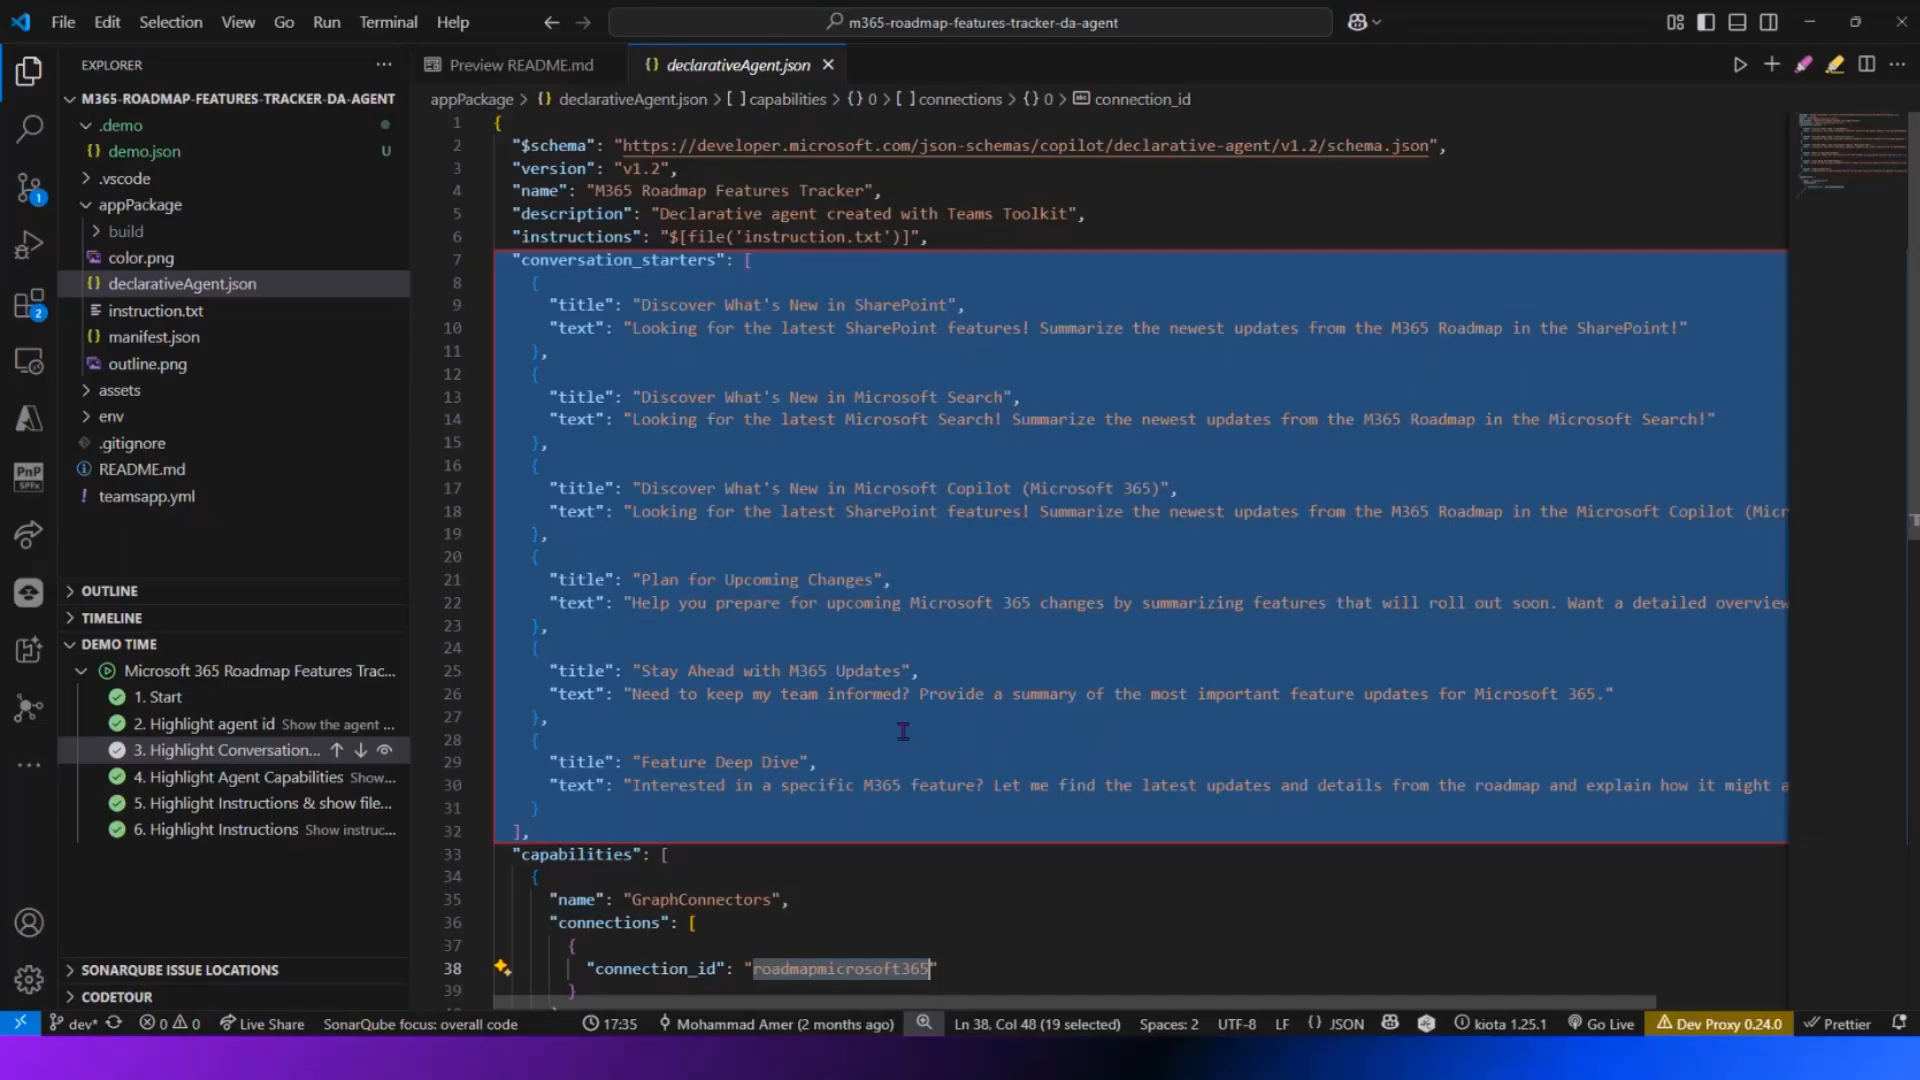 File Edit Selection View Go Run Terminal Help
m365-roadmap-features-tracker-da-agent
EXPLORER
Preview README.md
{} declarativeAgent.json
M365-ROADMAP-FEATURES-TRACKER-DA-AGENT
appPackage > {} declarativeAgent.json > [ ] capabilities > {} 0 > [ ] connections > {} 0 > connection_id
.demo
{} demo.json U
.vscode
appPackage
build
color.png
{} declarativeAgent.json
instruction.txt
{} manifest.json
outline.png
assets
env
.gitignore
README.md
! teamsapp.yml
OUTLINE
TIMELINE
DEMO TIME
Microsoft 365 Roadmap Features Trac...
1. Start
2. Highlight agent id Show the agent ...
3. Highlight Conversation...
4. Highlight Agent Capabilities Show...
5. Highlight Instructions & show file...
6. Highlight Instructions Show instruc...
SONARQUBE ISSUE LOCATIONS
CODETOUR
1
2
PnP
SPFx
1 {
2 "$schema": "https://developer.microsoft.com/json-schemas/copilot/declarative-agent/v1.2/schema.json",
3 "version": "v1.2",
4 "name": "M365 Roadmap Features Tracker",
5 "description": "Declarative agent created with Teams Toolkit",
6 "instructions": "$[file('instruction.txt')]",
7 "conversation_starters": [
8 {
9 "title": "Discover What's New in SharePoint",
10 "text": "Looking for the latest SharePoint features! Summarize the newest updates from the M365 Roadmap in the SharePoint!"
11 },
12 {
13 "title": "Discover What's New in Microsoft Search",
14 "text": "Looking for the latest Microsoft Search! Summarize the newest updates from the M365 Roadmap in the Microsoft Search!"
15 },
16 {
17 "title": "Discover What's New in Microsoft Copilot (Microsoft 365)",
18 "text": "Looking for the latest SharePoint features! Summarize the newest updates from the M365 Roadmap in the Microsoft Copilot (Micr
19 },
20 {
21 "title": "Plan for Upcoming Changes",
22 "text": "Help you prepare for upcoming Microsoft 365 changes by summarizing features that will roll out soon. Want a detailed overview
23 },
24 {
25 "title": "Stay Ahead with M365 Updates",
26 "text": "Need to keep my team informed? Provide a summary of the most important feature updates for Microsoft 365."
27 },
28 {
29 "title": "Feature Deep Dive",
30 "text": "Interested in a specific M365 feature? Let me find the latest updates and details from the roadmap and explain how it might a
31 }
32 ],
33 "capabilities": [
34 {
35 "name": "GraphConnectors",
36 "connections": [
37 {
38 "connection_id": "roadmapmicrosoft365"
39 }
dev* 0 0 Live Share SonarQube focus: overall code 17:35 Mohammad Amer (2 months ago) Ln 38, Col 48 (19 selected) Spaces: 2 UTF-8 LF {} JSON kiota 1.25.1 Go Live Dev Proxy 0.24.0 Prettier